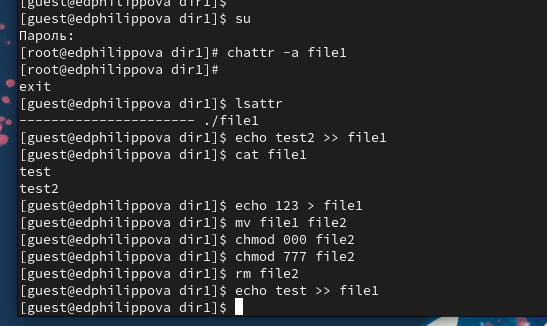 [guest@edphilippova dir1]$
[guest@edphilippova dir1]$ su
Пароль:
[root@edphilippova dir1]# chattr -a file1
[root@edphilippova dir1]#
exit
[guest@edphilippova dir1]$ lsattr
---------------------- ./file1
[guest@edphilippova dir1]$ echo test2 >> file1
[guest@edphilippova dir1]$ cat file1
test
test2
[guest@edphilippova dir1]$ echo 123 > file1
[guest@edphilippova dir1]$ mv file1 file2
[guest@edphilippova dir1]$ chmod 000 file2
[guest@edphilippova dir1]$ chmod 777 file2
[guest@edphilippova dir1]$ rm file2
[guest@edphilippova dir1]$ echo test >> file1
[guest@edphilippova dir1]$